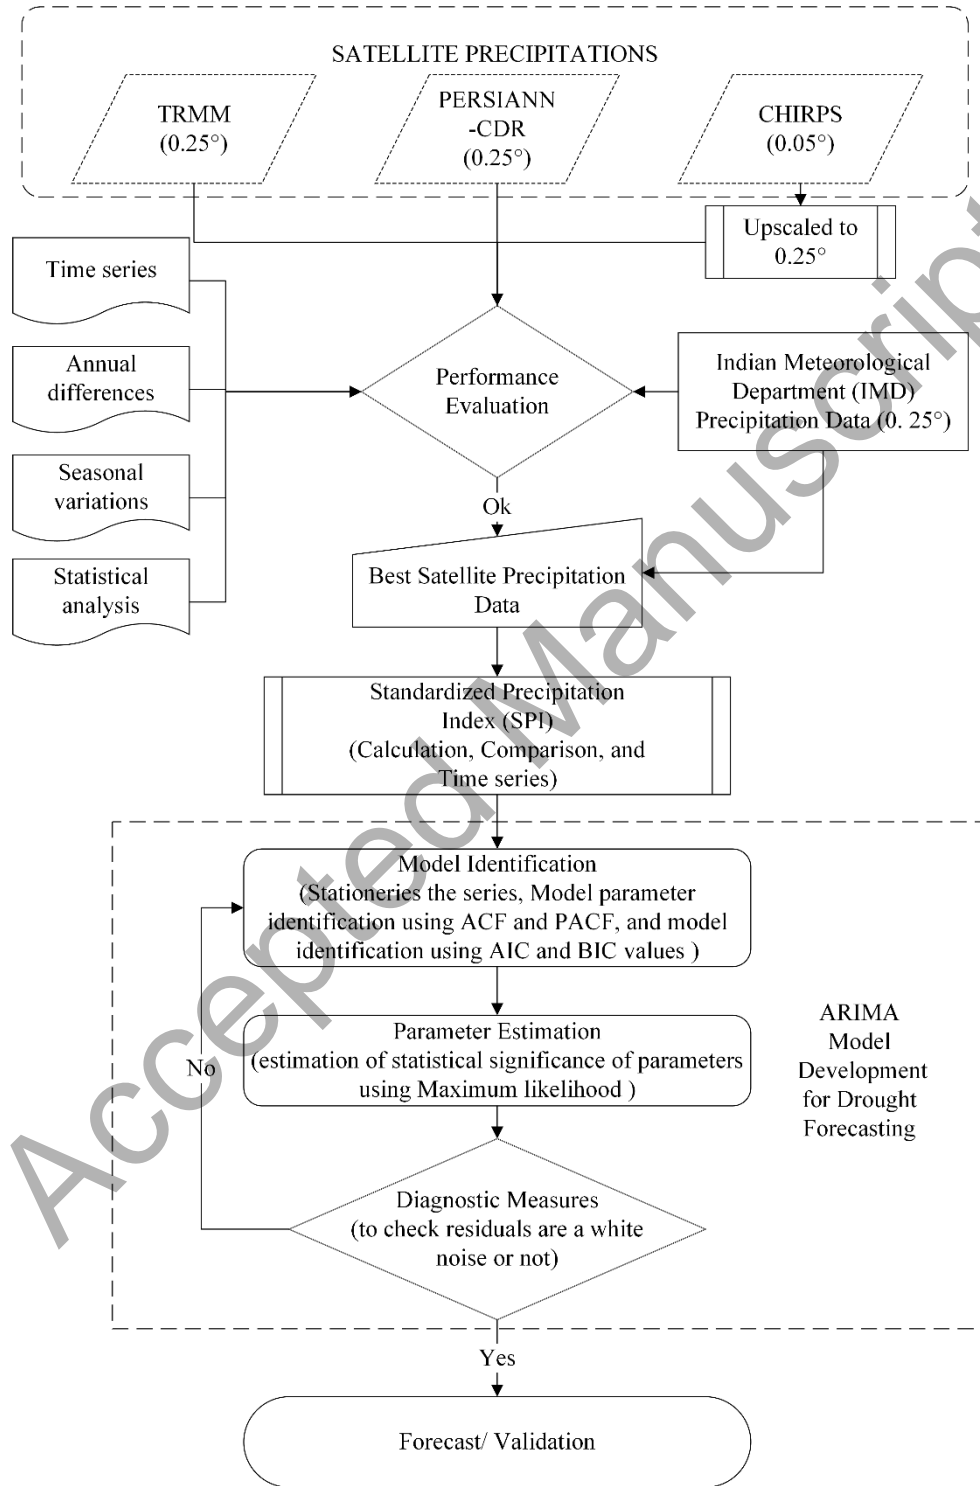 SATELLITE PRECIPITATIONS
TRMM
(0.25°)
PERSIANN
-CDR
(0.25°)
CHIRPS
(0.05°)
Upscaled to
0.25°
Time series
Annual
differences
Seasonal
variations
Statistical
analysis
Performance
Evaluation
Indian Meteorological
Department (IMD)
Precipitation Data (0. 25°)
Ok
Best Satellite Precipitation
Data
Standardized Precipitation
Index (SPI)
(Calculation, Comparison, and
Time series)
Model Identification
(Stationeries the series, Model parameter
identification using ACF and PACF, and model
identification using AIC and BIC values )
Parameter Estimation
(estimation of statistical significance of parameters
using Maximum likelihood )
No
ARIMA
Model
Development
for Drought
Forecasting
Diagnostic Measures
(to check residuals are a white
noise or not)
Yes
Forecast/ Validation
Accepted Manuscript